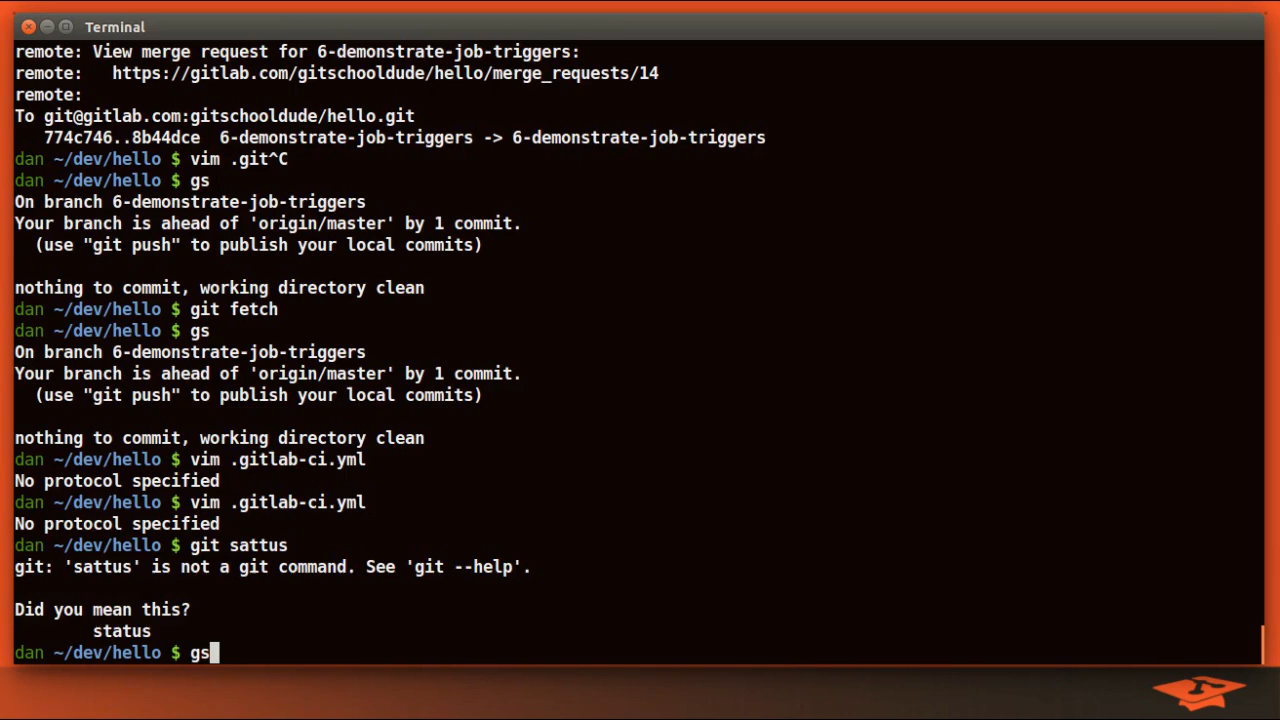 Terminal
remote: View merge request for 6-demonstrate-job-triggers:
remote:   https://gitlab.com/gitschooldude/hello/merge_requests/14
remote:
To git@gitlab.com:gitschooldude/hello.git
   774c746..8b44dce  6-demonstrate-job-triggers -> 6-demonstrate-job-triggers
dan ~/dev/hello $ vim .git^C
dan ~/dev/hello $ gs
On branch 6-demonstrate-job-triggers
Your branch is ahead of 'origin/master' by 1 commit.
  (use "git push" to publish your local commits)
nothing to commit, working directory clean
dan ~/dev/hello $ git fetch
dan ~/dev/hello $ gs
On branch 6-demonstrate-job-triggers
Your branch is ahead of 'origin/master' by 1 commit.
  (use "git push" to publish your local commits)
nothing to commit, working directory clean
dan ~/dev/hello $ vim .gitlab-ci.yml
No protocol specified
dan ~/dev/hello $ vim .gitlab-ci.yml
No protocol specified
dan ~/dev/hello $ git sattus
git: 'sattus' is not a git command. See 'git --help'.
Did you mean this?
        status
dan ~/dev/hello $ gs